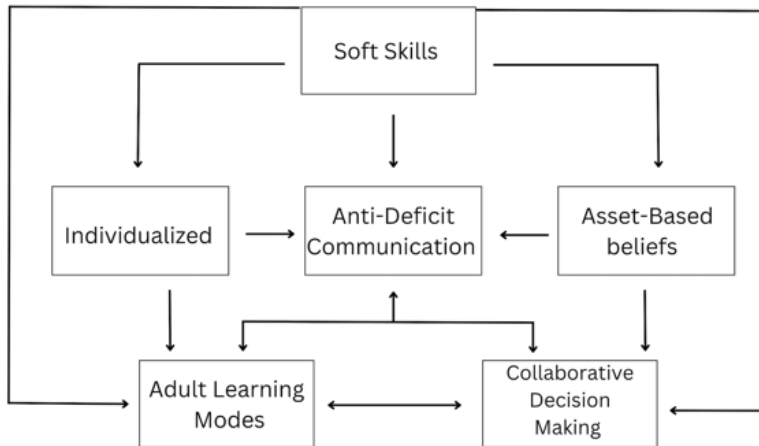 Soft Skills
Individualized
Anti-Deficit
Communication
Asset-Based
beliefs
Adult Learning
Modes
Collaborative
Decision
Making